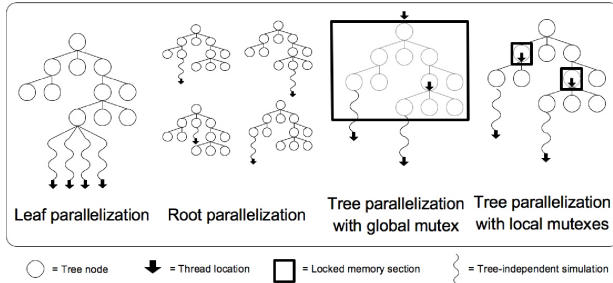 Leaf parallelization
Root parallelization
Tree parallelization
with global mutex
Tree parallelization
with local mutexes
= Tree node
= Thread location
= Locked memory section
= Tree-independent simulation